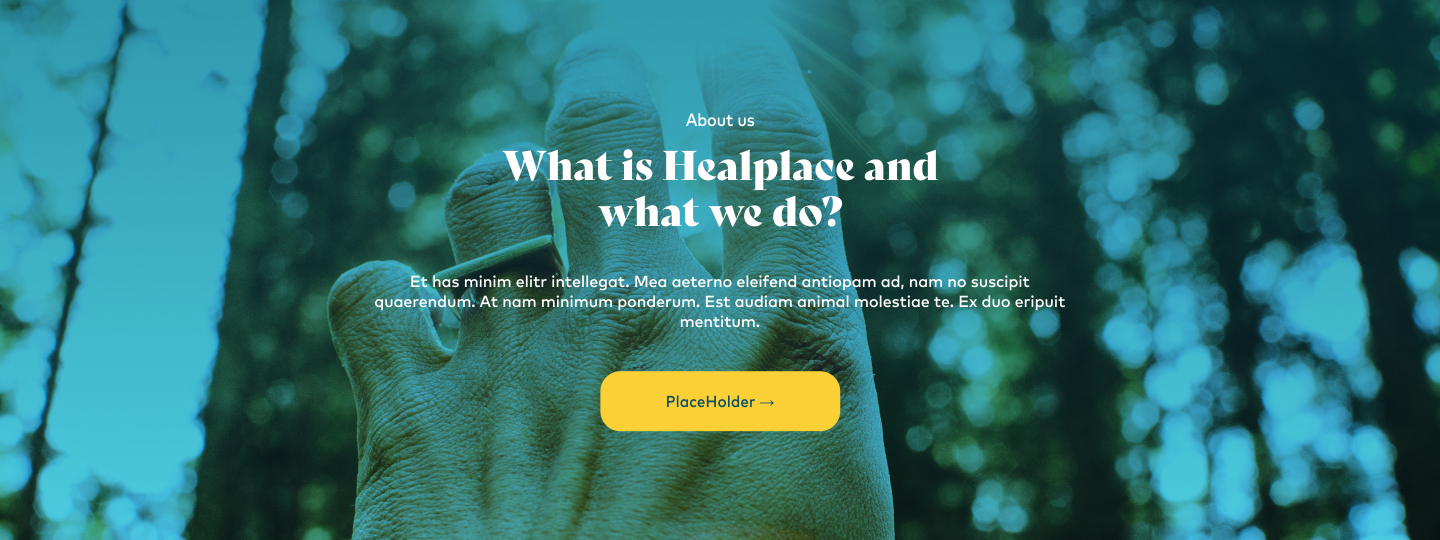 About us
What is Healplace and
what we do?
Et has minim elitr intellegat. Mea aeterno eleifend antiopam ad, nam no suscipit
quaerendum. At nam minimum ponderum. Est audiam animal molestiae te. Ex duo eripuit
mentitum.
PlaceHolder →